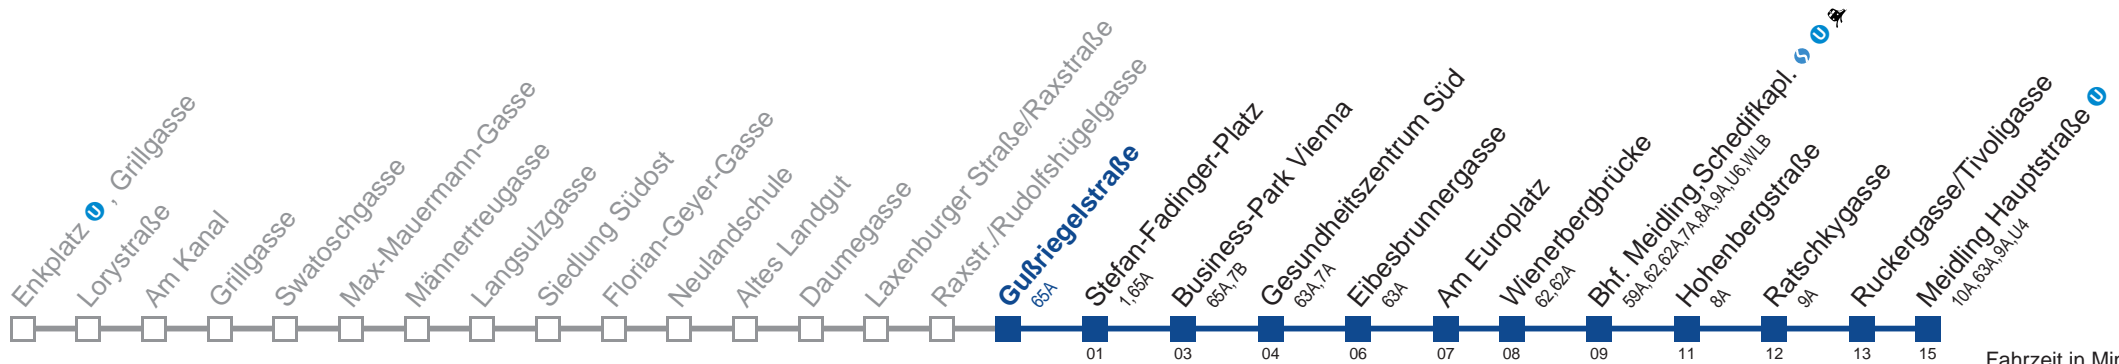 Enkplatz U , Grillgasse
Lorystraße
Am Kanal
Grillgasse
Swatoschgasse
Max-Mauermann-Gasse
Männertreugasse
Langsulzgasse
Siedlung Südost
Florian-Geyer-Gasse
Neulandschule
Altes Landgut
Daumegasse
Laxenburger Straße/Raxstraße
Raxstr./Rudolfshügelgasse
Gußriegelstraße
65A
Stefan-Fadinger-Platz
1,65A
01
Business-Park Vienna
65A,7B
03
Gesundheitszentrum Süd
63A,7A
04
Eibesbrunnergasse
63A
06
Am Europlatz
07
Wienerbergbrücke
62,62A
08
Bhf. Meidling,Schedifkapl. U
59A,62,62A,7A,8A,9A,U6,WLB
09
Hohenbergstraße
8A
11
Ratschkygasse
9A
12
Ruckergasse/Tivoligasse
13
Meidling Hauptstraße U
10A,63A,9A,U4
15
Fahrzeit in Min